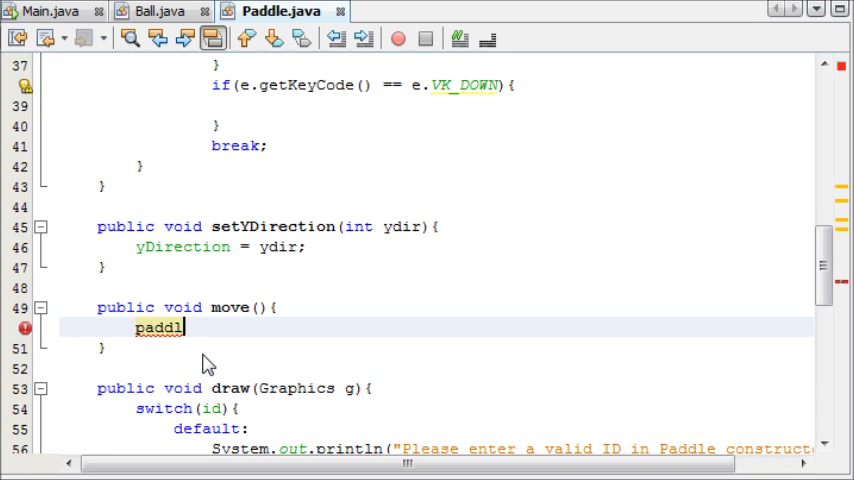 Main.java Ball.java Paddle.java
37 }
if(e.getKeyCode() == e.VK_DOWN){
39
40 }
41 break;
42 }
43 }
44
45 public void setYDirection(int ydir){
46 yDirection = ydir;
47 }
48
49 public void move(){
paddl
51 }
52
53 public void draw(Graphics g){
54 switch(id){
55 default:
56 System.out.println("Please enter a valid ID in Paddle constructo